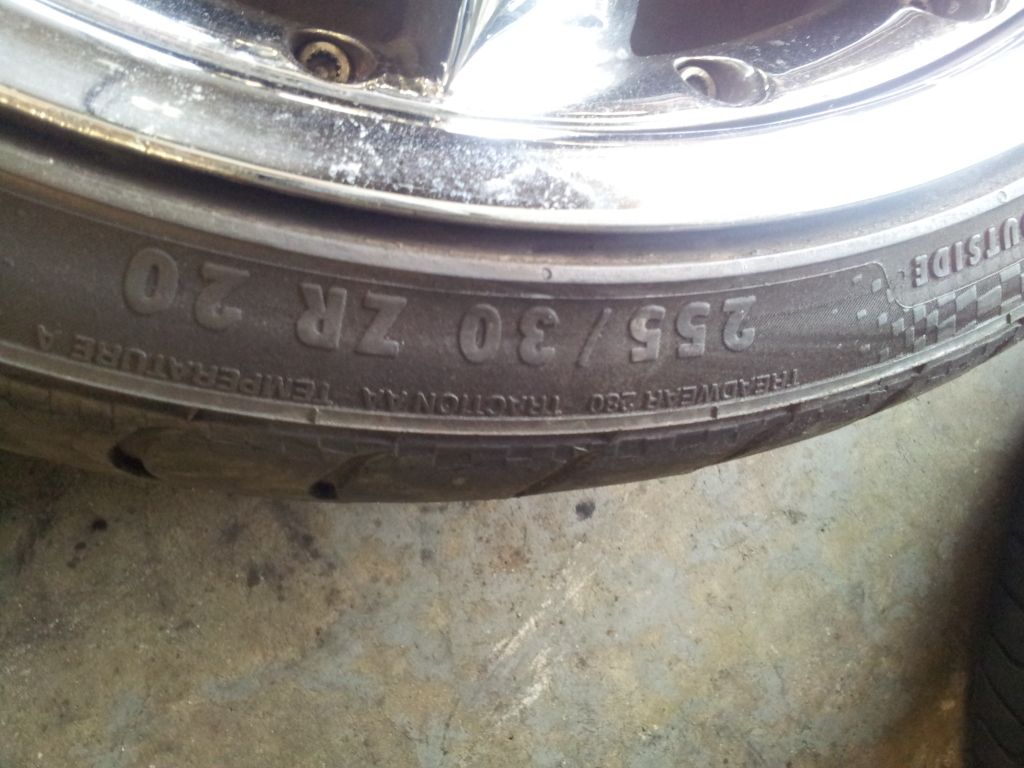 OUTSIDE
255/30 ZR 20
TREADWEAR 280 TRACTION AA TEMPERATURE A